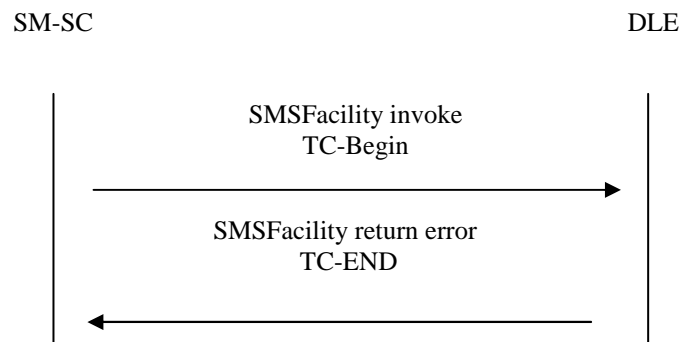 SM-SC
DLE
SMSFacility invoke
TC-Begin
SMSFacility return error
TC-END